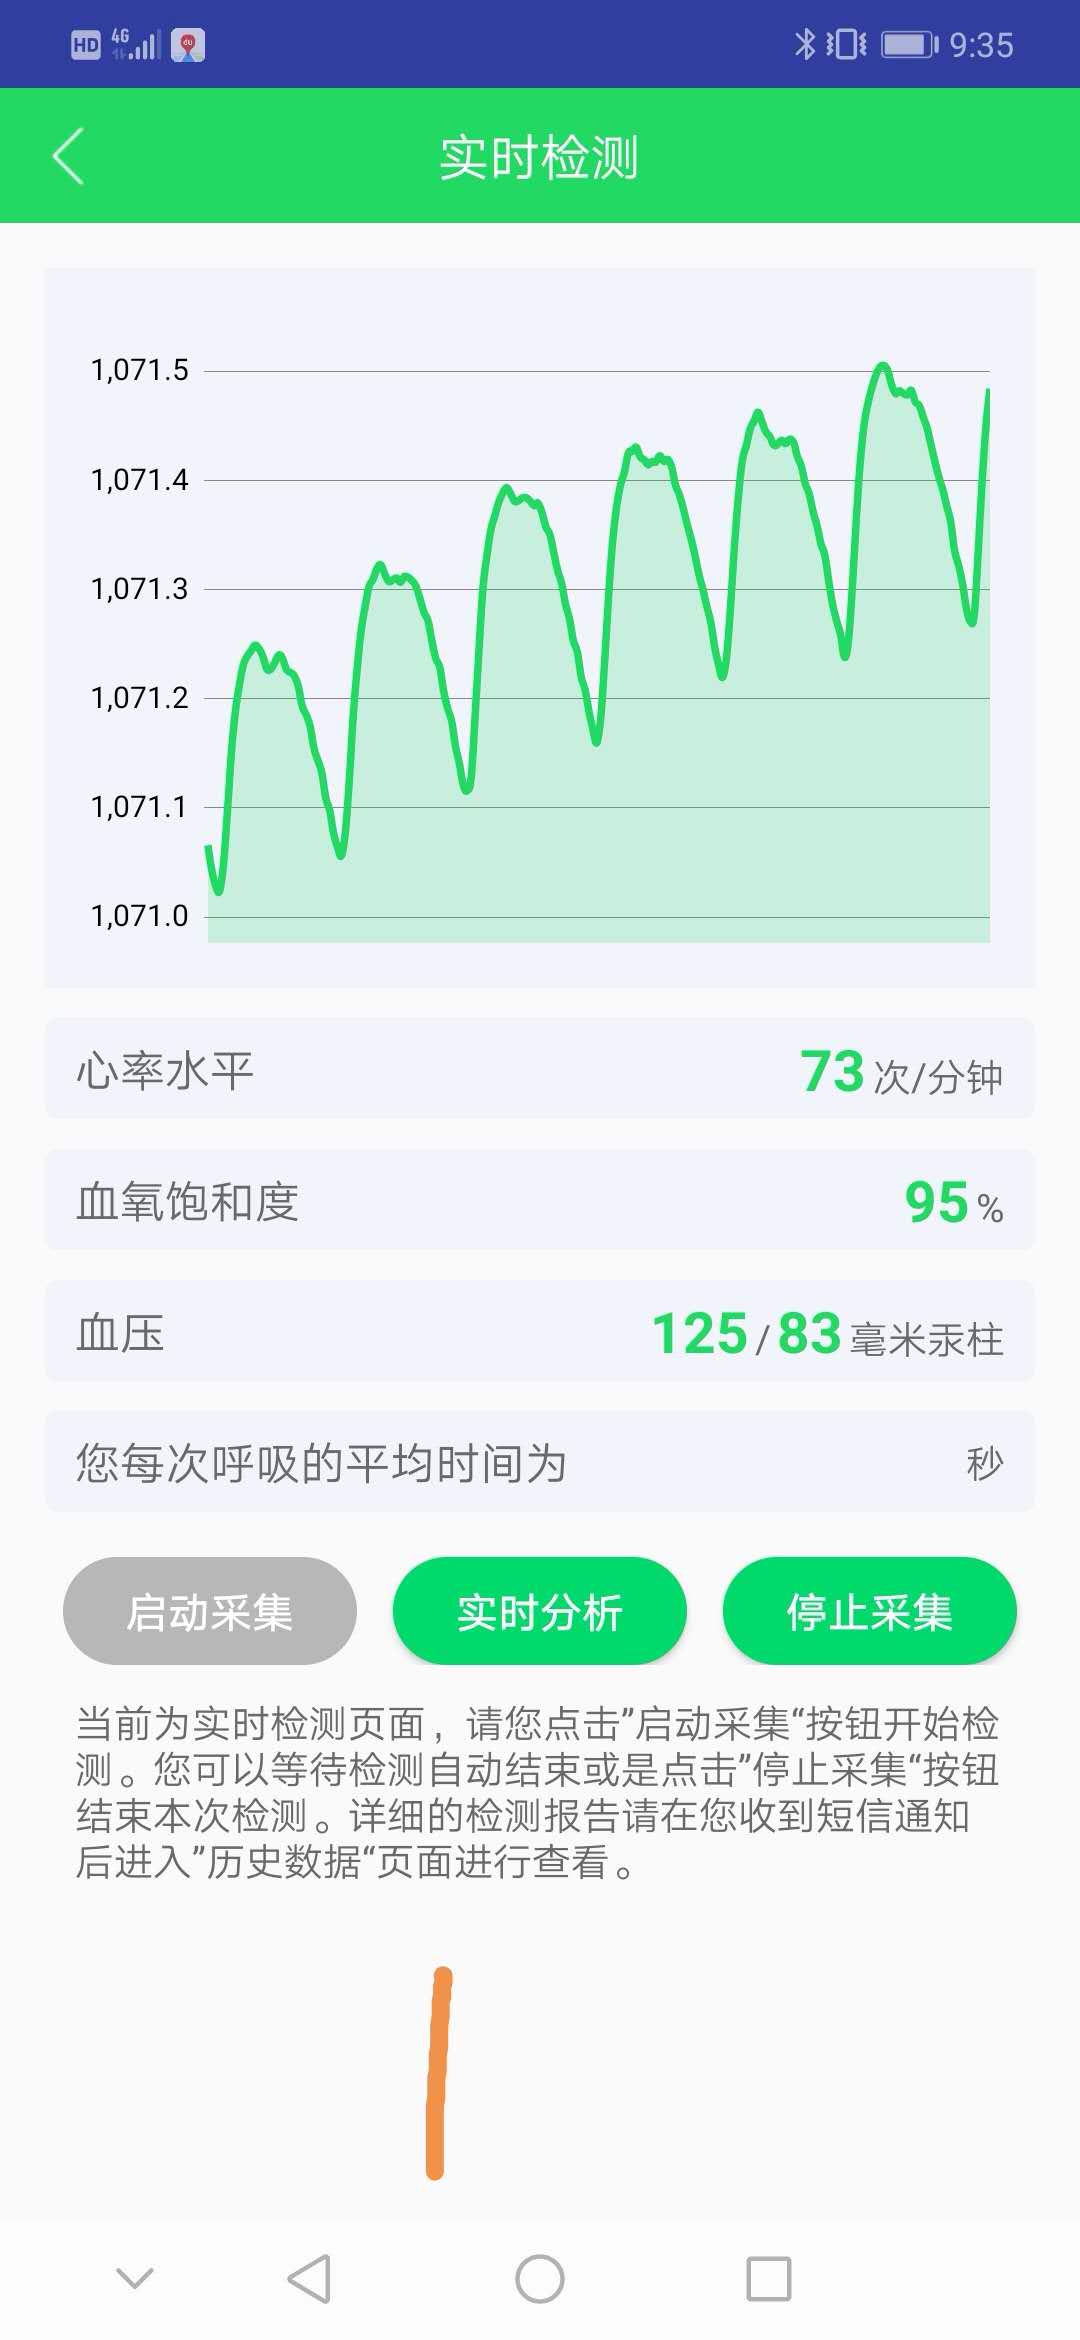 HD 4G 9:35
实时检测
1,071.5
1,071.4
1,071.3
1,071.2
1,071.1
1,071.0
心率水平 73 次/分钟
血氧饱和度 95 %
血压 125/83 毫米汞柱
您每次呼吸的平均时间为 秒
启动采集 实时分析 停止采集
当前为实时检测页面，请您点击”启动采集“按钮开始检
测。您可以等待检测自动结束或是点击”停止采集“按钮
结束本次检测。详细的检测报告请在您收到短信通知
后进入”历史数据“页面进行查看。